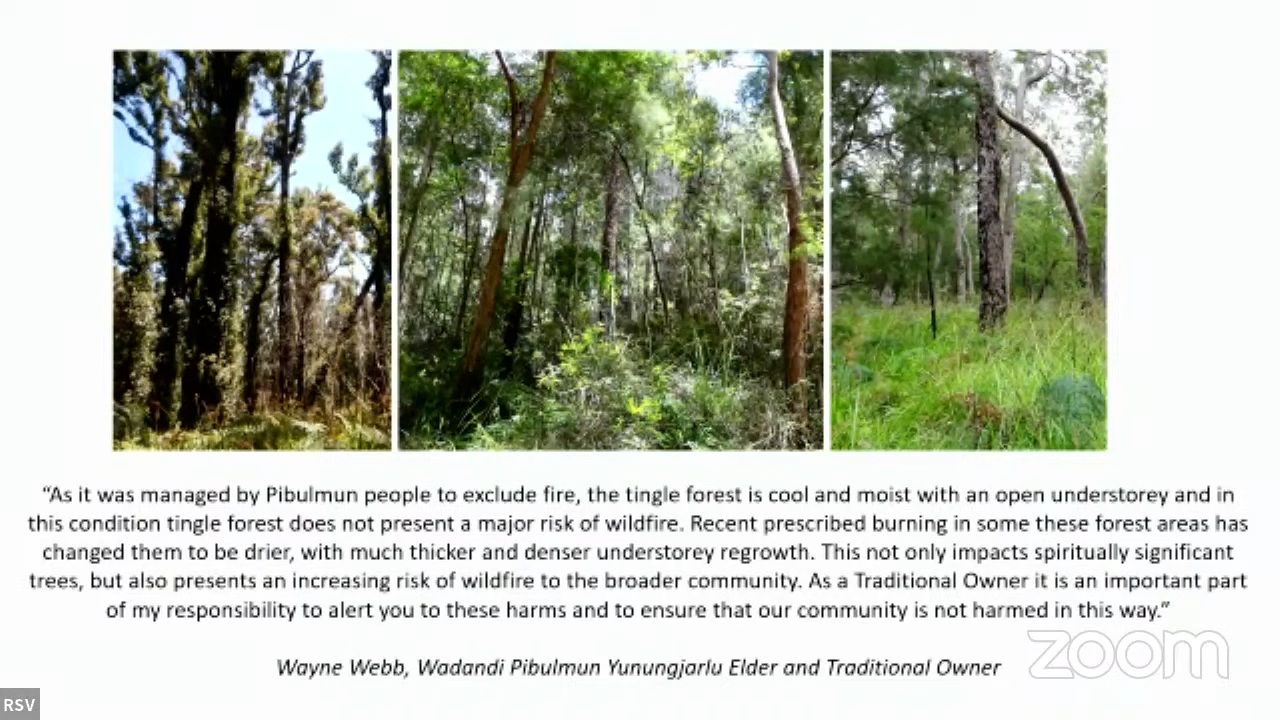 “As it was managed by Pibulmun people to exclude fire, the tingle forest is cool and moist with an open understorey and in
this condition tingle forest does not present a major risk of wildfire. Recent prescribed burning in some these forest areas has
changed them to be drier, with much thicker and denser understorey regrowth. This not only impacts spiritually significant
trees, but also presents an increasing risk of wildfire to the broader community. As a Traditional Owner it is an important part
of my responsibility to alert you to these harms and to ensure that our community is not harmed in this way.”
Wayne Webb, Wadandi Pibulmun Yunungjarlu Elder and Traditional Owner
zoom
RSV